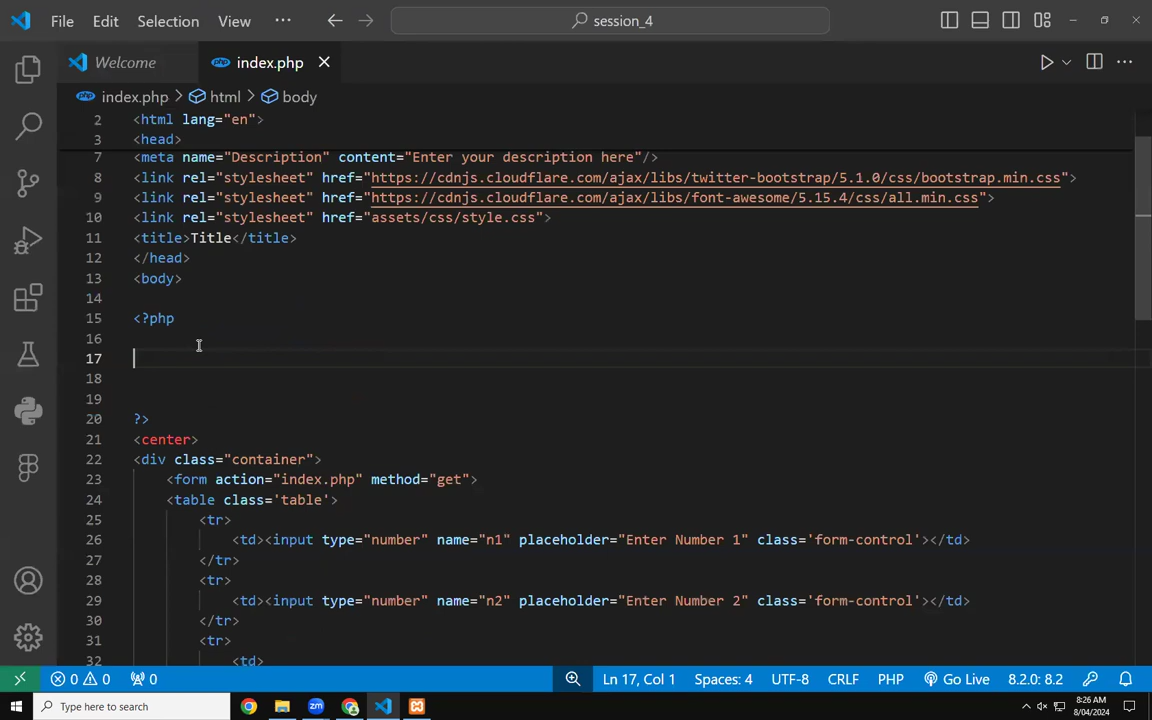 File Edit Selection View ··· session_4
Welcome index.php
index.php > html > body
2 <html lang="en">
3 <head>
7 <meta name="Description" content="Enter your description here"/>
8 <link rel="stylesheet" href="https://cdnjs.cloudflare.com/ajax/libs/twitter-bootstrap/5.1.0/css/bootstrap.min.css">
9 <link rel="stylesheet" href="https://cdnjs.cloudflare.com/ajax/libs/font-awesome/5.15.4/css/all.min.css">
10 <link rel="stylesheet" href="assets/css/style.css">
11 <title>Title</title>
12 </head>
13 <body>
14
15 <?php
16
17
18
19
20 ?>
21 <center>
22 <div class="container">
23 <form action="index.php" method="get">
24 <table class='table'>
25 <tr>
26 <td><input type="number" name="n1" placeholder="Enter Number 1" class='form-control'></td>
27 </tr>
28 <tr>
29 <td><input type="number" name="n2" placeholder="Enter Number 2" class='form-control'></td>
30 </tr>
31 <tr>
32 <td>
0 0 0 Ln 17, Col 1 Spaces: 4 UTF-8 CRLF PHP Go Live 8.2.0: 8.2
Type here to search zm 8:26 AM
8/04/2024